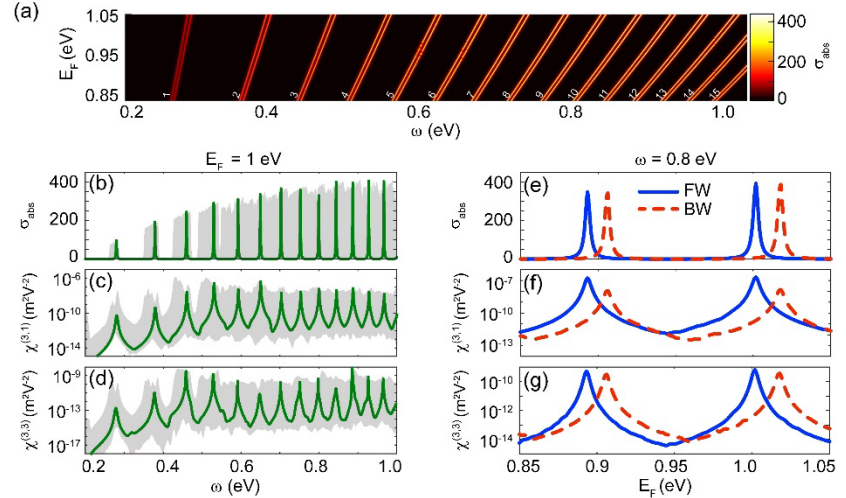 (a)
1.05
0.85
E_F (eV)
1 2 3 4 5 6 7 8 9 10 11 12 13 14 15
0.2 0.4 0.6 0.8 1.0
ω (eV)
400
200
0
σ_abs
E_F = 1 eV
(b)
400
200
0
σ_abs
(c)
10⁻⁶
10⁻¹⁰
10⁻¹⁴
χ^(3,1) (m²V⁻²)
(d)
10⁻⁹
10⁻¹³
10⁻¹⁷
χ^(3,3) (m²V⁻²)
0.2 0.4 0.6 0.8 1.0
ω (eV)
ω = 0.8 eV
(e)
FW
BW
400
200
0
σ_abs
(f)
10⁻⁷
10⁻¹⁰
10⁻¹³
χ^(3,1) (m²V⁻²)
(g)
10⁻¹⁰
10⁻¹²
10⁻¹⁴
χ^(3,3) (m²V⁻²)
0.85 0.9 0.95 1.0 1.05
E_F (eV)